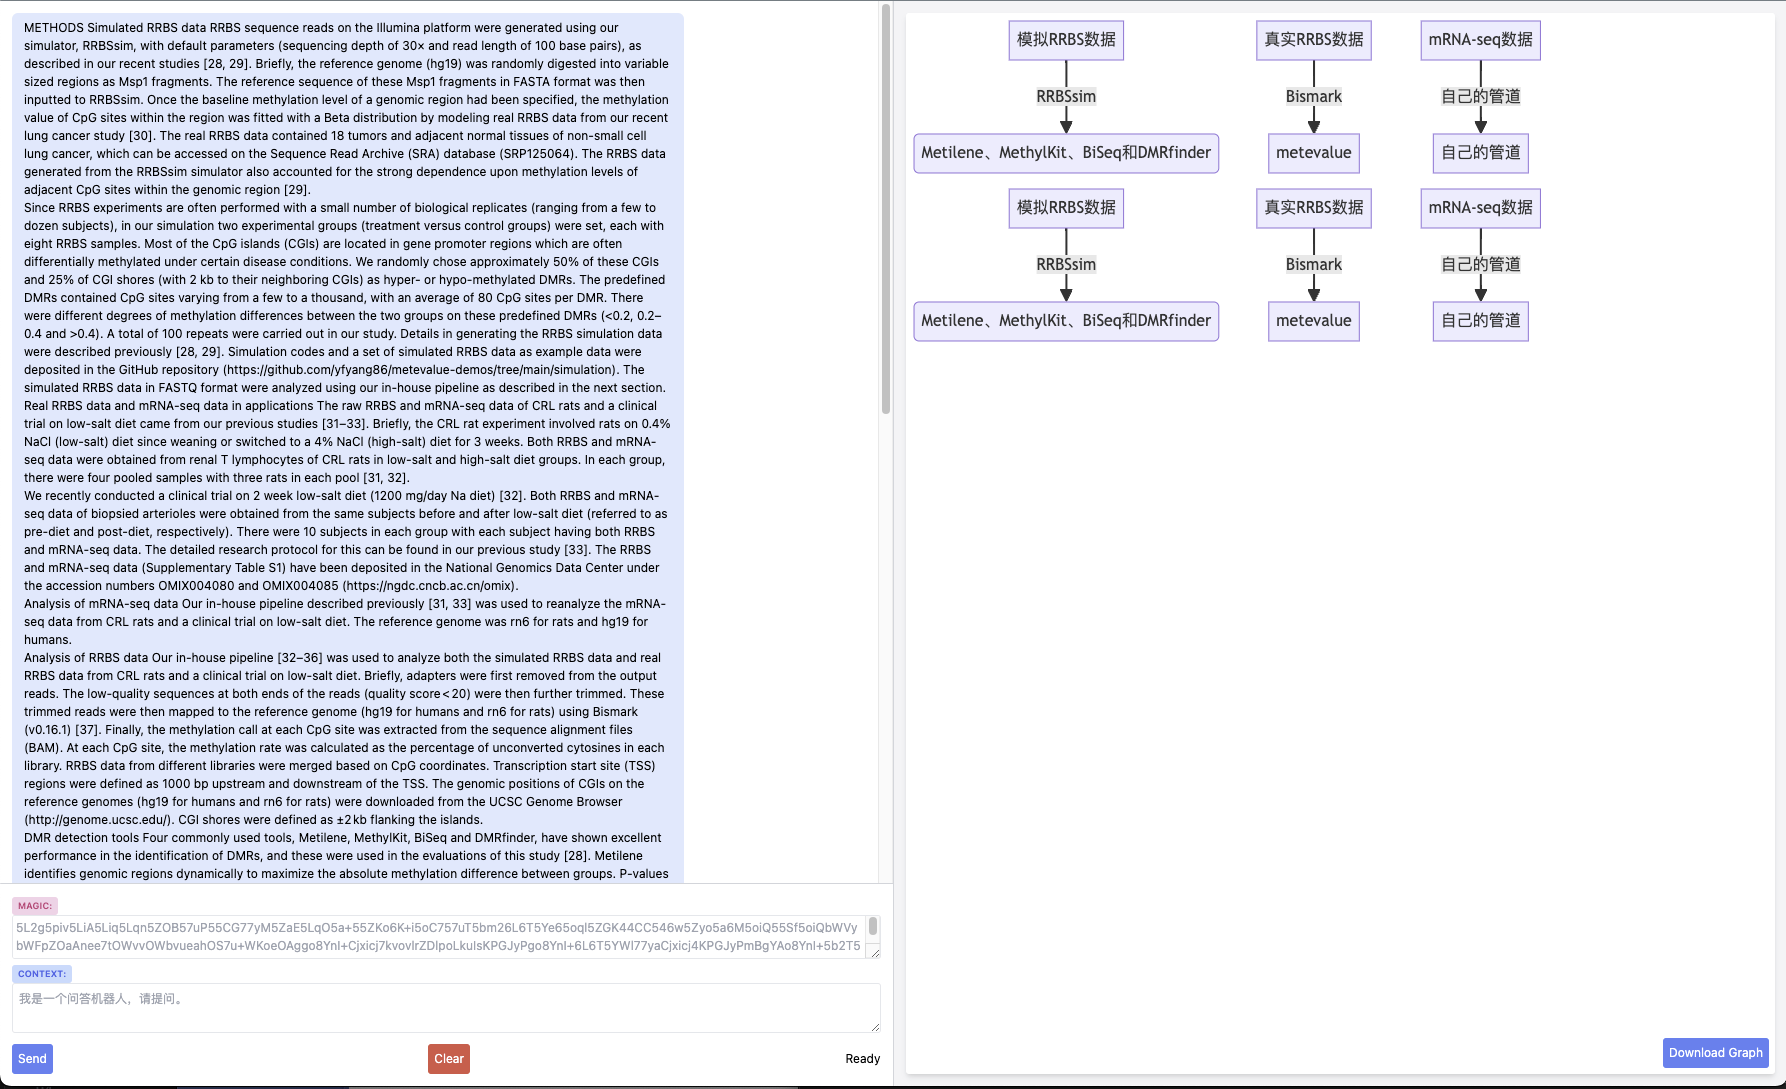 METHODS Simulated RRBS data RRBS sequence reads on the Illumina platform were generated using our
simulator, RRBSsim, with default parameters (sequencing depth of 30× and read length of 100 base pairs), as
described in our recent studies [28, 29]. Briefly, the reference genome (hg19) was randomly digested into variable
sized regions as Msp1 fragments. The reference sequence of these Msp1 fragments in FASTA format was then
inputted to RRBSsim. Once the baseline methylation level of a genomic region had been specified, the methylation
value of CpG sites within the region was fitted with a Beta distribution by modeling real RRBS data from our recent
lung cancer study [30]. The real RRBS data contained 18 tumors and adjacent normal tissues of non-small cell
lung cancer, which can be accessed on the Sequence Read Archive (SRA) database (SRP125064). The RRBS data
generated from the RRBSsim simulator also accounted for the strong dependence upon methylation levels of
adjacent CpG sites within the genomic region [29].
Since RRBS experiments are often performed with a small number of biological replicates (ranging from a few to
dozen subjects), in our simulation two experimental groups (treatment versus control groups) were set, each with
eight RRBS samples. Most of the CpG islands (CGIs) are located in gene promoter regions which are often
differentially methylated under certain disease conditions. We randomly chose approximately 50% of these CGIs
and 25% of CGI shores (with 2 kb to their neighboring CGIs) as hyper- or hypo-methylated DMRs. The predefined
DMRs contained CpG sites varying from a few to a thousand, with an average of 80 CpG sites per DMR. There
were different degrees of methylation differences between the two groups on these predefined DMRs (<0.2, 0.2–
0.4 and >0.4). A total of 100 repeats were carried out in our study. Details in generating the RRBS simulation data
were described previously [28, 29]. Simulation codes and a set of simulated RRBS data as example data were
deposited in the GitHub repository (https://github.com/yfyang86/metevalue-demos/tree/main/simulation). The
simulated RRBS data in FASTQ format were analyzed using our in-house pipeline as described in the next section.
Real RRBS data and mRNA-seq data in applications The raw RRBS and mRNA-seq data of CRL rats and a clinical
trial on low-salt diet came from our previous studies [31–33]. Briefly, the CRL rat experiment involved rats on 0.4%
NaCl (low-salt) diet since weaning or switched to a 4% NaCl (high-salt) diet for 3 weeks. Both RRBS and mRNA-
seq data were obtained from renal T lymphocytes of CRL rats in low-salt and high-salt diet groups. In each group,
there were four pooled samples with three rats in each pool [31, 32].
We recently conducted a clinical trial on 2 week low-salt diet (1200 mg/day Na diet) [32]. Both RRBS and mRNA-
seq data of biopsied arterioles were obtained from the same subjects before and after low-salt diet (referred to as
pre-diet and post-diet, respectively). There were 10 subjects in each group with each subject having both RRBS
and mRNA-seq data. The detailed research protocol for this can be found in our previous study [33]. The RRBS
and mRNA-seq data (Supplementary Table S1) have been deposited in the National Genomics Data Center under
the accession numbers OMIX004080 and OMIX004085 (https://ngdc.cncb.ac.cn/omix).
Analysis of mRNA-seq data Our in-house pipeline described previously [31, 33] was used to reanalyze the mRNA-
seq data from CRL rats and a clinical trial on low-salt diet. The reference genome was rn6 for rats and hg19 for
humans.
Analysis of RRBS data Our in-house pipeline [32–36] was used to analyze both the simulated RRBS data and real
RRBS data from CRL rats and a clinical trial on low-salt diet. Briefly, adapters were first removed from the output
reads. The low-quality sequences at both ends of the reads (quality score<20) were then further trimmed. These
trimmed reads were then mapped to the reference genome (hg19 for humans and rn6 for rats) using Bismark
(v0.16.1) [37]. Finally, the methylation call at each CpG site was extracted from the sequence alignment files
(BAM). At each CpG site, the methylation rate was calculated as the percentage of unconverted cytosines in each
library. RRBS data from different libraries were merged based on CpG coordinates. Transcription start site (TSS)
regions were defined as 1000 bp upstream and downstream of the TSS. The genomic positions of CGIs on the
reference genomes (hg19 for humans and rn6 for rats) were downloaded from the UCSC Genome Browser
(http://genome.ucsc.edu/). CGI shores were defined as ±2 kb flanking the islands.
DMR detection tools Four commonly used tools, Metilene, MethylKit, BiSeq and DMRfinder, have shown excellent
performance in the identification of DMRs, and these were used in the evaluations of this study [28]. Metilene
identifies genomic regions dynamically to maximize the absolute methylation difference between groups. P-values
MAGIC:
CONTEXT:
我是一个问答机器人，请提问。
Send
Clear
Ready
模拟RRBS数据
真实RRBS数据
mRNA-seq数据
RRBSsim
Bismark
自己的管道
Metilene、MethylKit、BiSeq和DMRfinder
metevalue
自己的管道
模拟RRBS数据
真实RRBS数据
mRNA-seq数据
RRBSsim
Bismark
自己的管道
Metilene、MethylKit、BiSeq和DMRfinder
metevalue
自己的管道
Download Graph